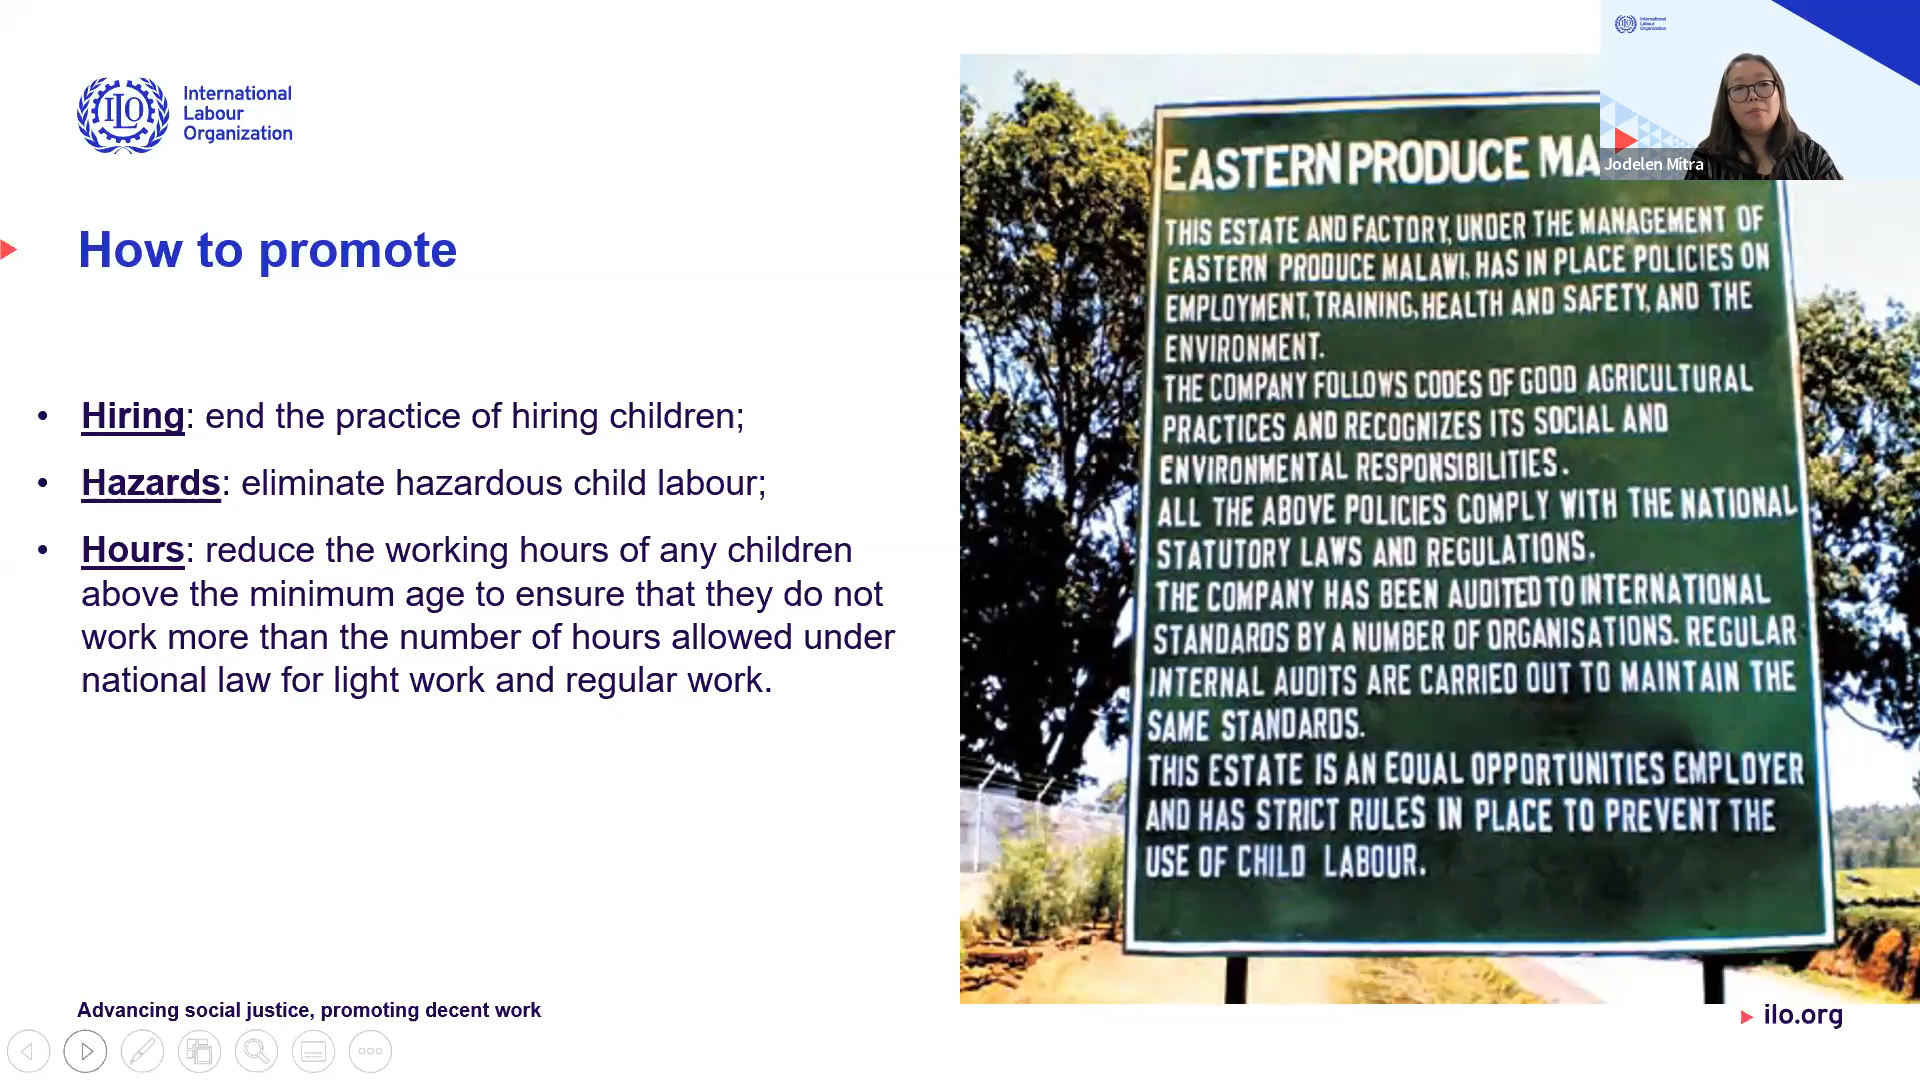 International
Labour
Organization
ILO
How to promote
• Hiring: end the practice of hiring children;
• Hazards: eliminate hazardous child labour;
• Hours: reduce the working hours of any children
above the minimum age to ensure that they do not
work more than the number of hours allowed under
national law for light work and regular work.
Advancing social justice, promoting decent work
EASTERN PRODUCE MA
THIS ESTATE AND FACTORY, UNDER THE MANAGEMENT OF
EASTERN PRODUCE MALAWI, HAS IN PLACE POLICIES ON
EMPLOYMENT, TRAINING, HEALTH AND SAFETY, AND THE
ENVIRONMENT.
THE COMPANY FOLLOWS CODES OF GOOD AGRICULTURAL
PRACTICES AND RECOGNIZES ITS SOCIAL AND
ENVIRONMENTAL RESPONSIBILITIES.
ALL THE ABOVE POLICIES COMPLY WITH THE NATIONAL
STATUTORY LAWS AND REGULATIONS.
THE COMPANY HAS BEEN AUDITED TO INTERNATIONAL
STANDARDS BY A NUMBER OF ORGANISATIONS. REGULAR
INTERNAL AUDITS ARE CARRIED OUT TO MAINTAIN THE
SAME STANDARDS.
THIS ESTATE IS AN EQUAL OPPORTUNITIES EMPLOYER
AND HAS STRICT RULES IN PLACE TO PREVENT THE
USE OF CHILD LABOUR.
International
Labour
Organization
Jodelen Mitra
ilo.org